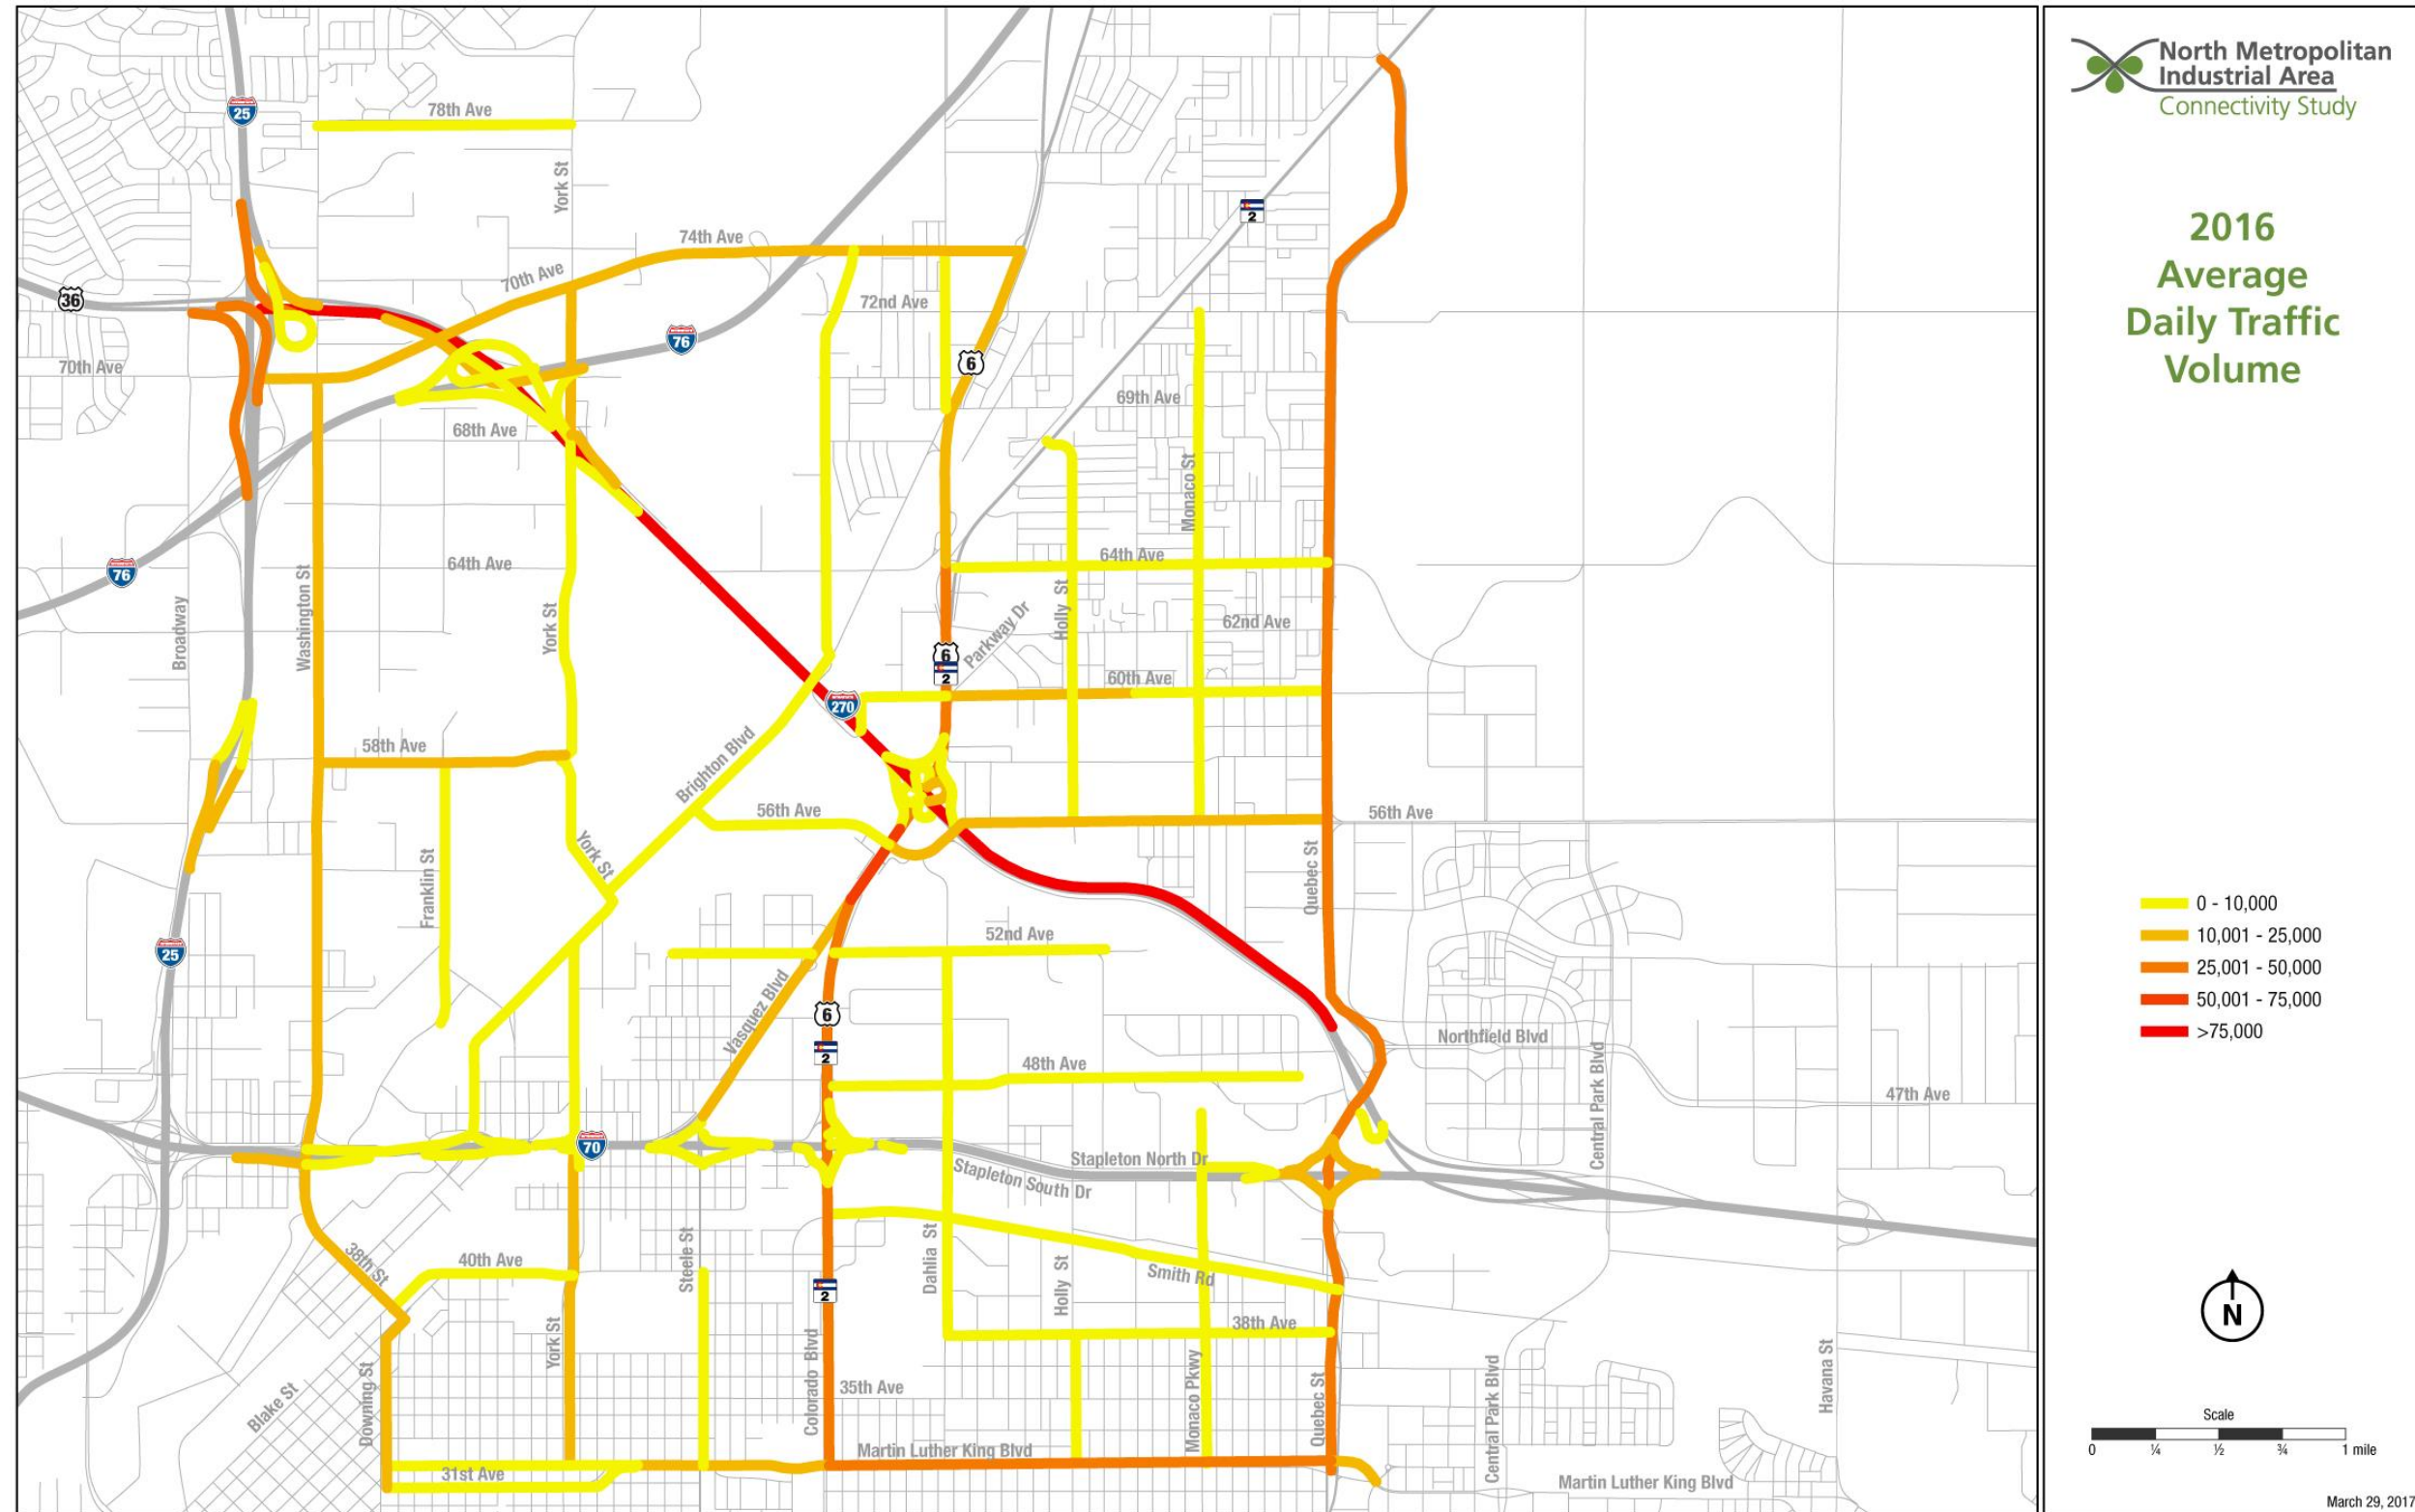 North Metropolitan
Industrial Area
Connectivity Study
2016
Average
Daily Traffic
Volume
0 - 10,000
10,001 - 25,000
25,001 - 50,000
50,001 - 75,000
>75,000
N
Scale
0 ¼ ½ ¾ 1 mile
March 29, 2017
25
78th Ave
York St
2
74th Ave
70th Ave
36
72nd Ave
76
6
70th Ave
69th Ave
68th Ave
Monaco St
64th Ave
64th Ave
76
Broadway
Washington St
York St
Holly St
62nd Ave
Parkway Dr
6
2
60th Ave
270
58th Ave
Brighton Blvd
56th Ave
56th Ave
York St
Franklin St
Quebec St
52nd Ave
25
Vasquez Blvd
6
2
Northfield Blvd
48th Ave
47th Ave
Central Park Blvd
70
Stapleton North Dr
Stapleton South Dr
38th St
40th Ave
Steele St
Dahlia St
Holly St
Smith Rd
2
38th Ave
York St
Downing St
Blake St
Colorado Blvd
35th Ave
Monaco Pkwy
Quebec St
Central Park Blvd
Havana St
Martin Luther King Blvd
31st Ave
Martin Luther King Blvd